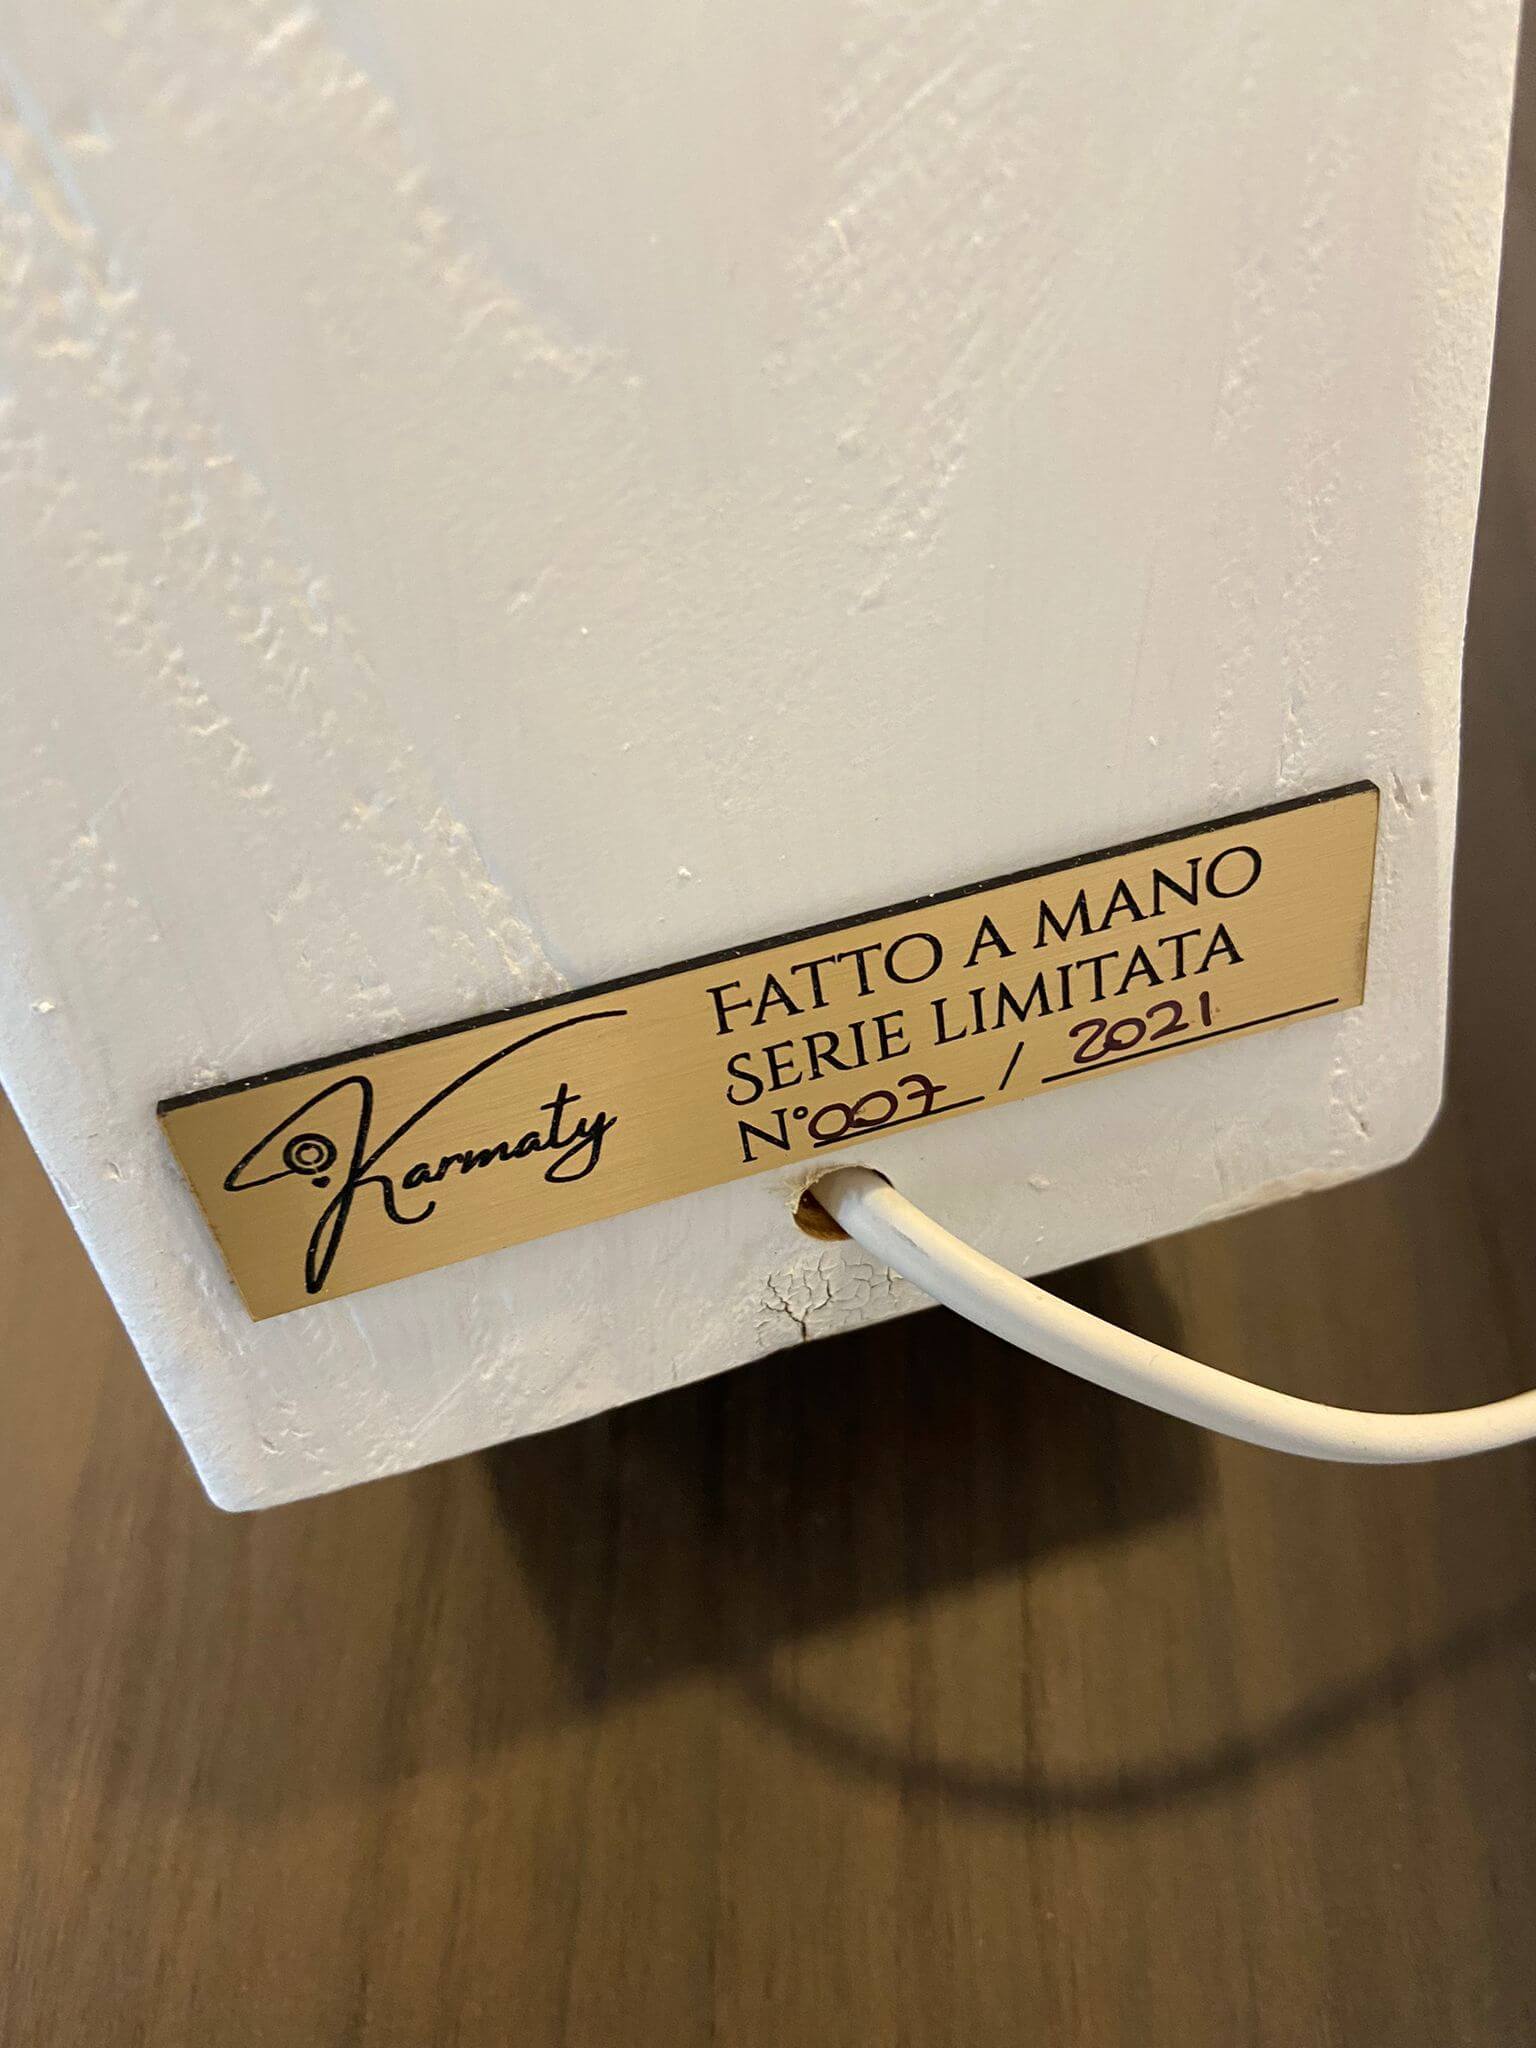 Karmaty
FATTO A MANO
SERIE LIMITATA
N° 007 / 2021